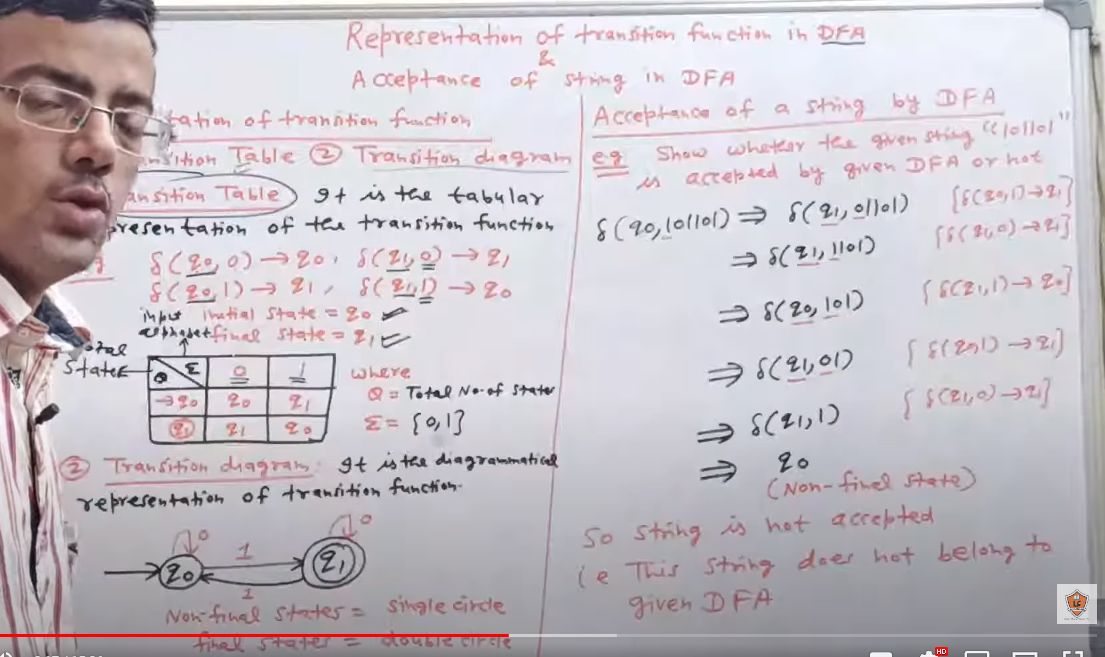 Representation of transition function in DFA
&
Acceptance of string in DFA
tation of transition function
nsition Table ② Transition diagram
ansition Table It is the tabular
presentation of the transition function
δ(q0,0)→q0, δ(q1,0)→q1
δ(q0,1)→q1, δ(q1,1)→q0
input initial state = q0
alphabet final state = q1
otal
States
Q Σ 0 1
→q0 q0 q1
q1 q1 q0
where
Q = Total No. of States
Σ = {0,1}
② Transition diagram: It is the diagrammatical
representation of transition function.
0 0
1
q0 q1
1
Non-final states = single circle
final states = double circle
Acceptance of a string by DFA
e.g Show whether the given string "101101"
is accepted by given DFA or not
δ(q0,101101) ⇒ δ(q1,01101) {δ(q0,1)→q1}
⇒ δ(q1,1101) {δ(q1,0)→q1}
⇒ δ(q0,101) {δ(q1,1)→q0}
⇒ δ(q1,01) {δ(q0,1)→q1}
⇒ δ(q1,1) {δ(q1,0)→q1}
⇒ q0
(Non-final state)
So string is not accepted
i.e This string does not belong to
given DFA
HD